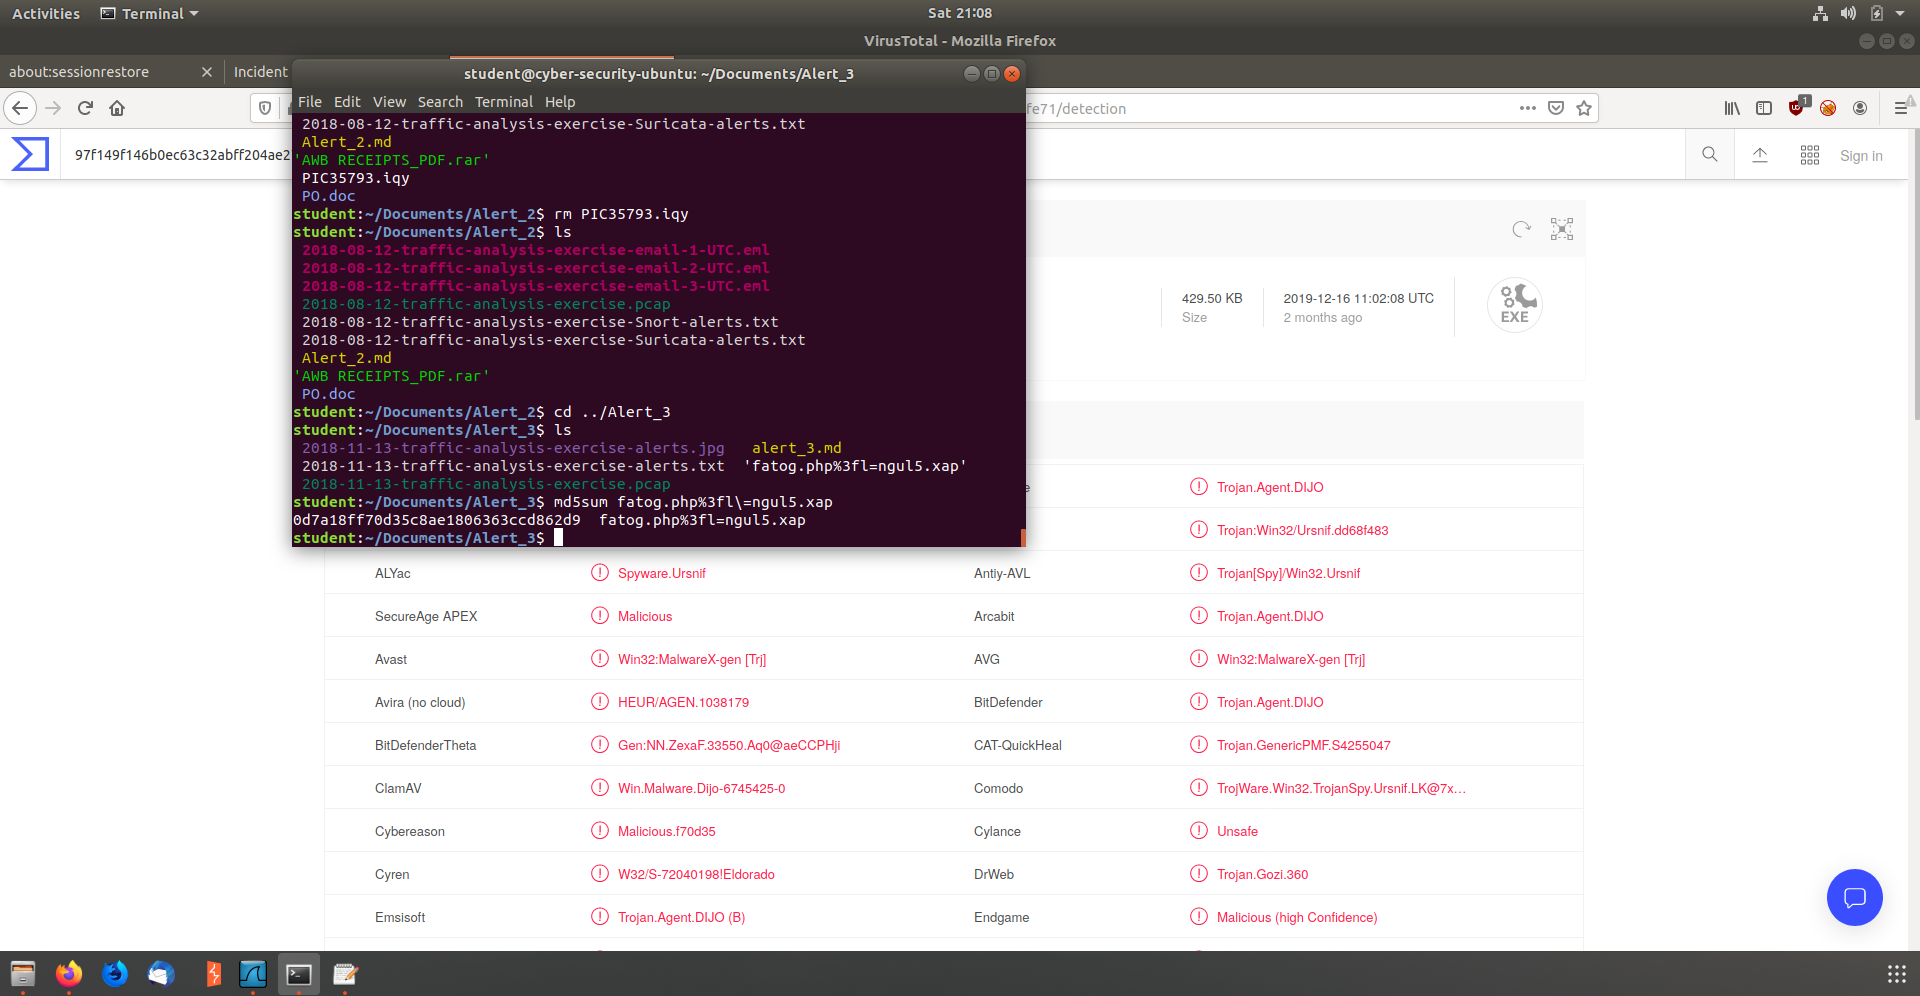 Activities Terminal Sat 21:08
VirusTotal - Mozilla Firefox
about:sessionrestore Incident
student@cyber-security-ubuntu: ~/Documents/Alert_3
File Edit View Search Terminal Help
fe71/detection
1
97f149f146b0ec63c32abff204ae2
Sign in
2018-08-12-traffic-analysis-exercise-Suricata-alerts.txt
Alert_2.md
'AWB RECEIPTS_PDF.rar'
PIC35793.iqy
PO.doc
student:~/Documents/Alert_2$ rm PIC35793.iqy
student:~/Documents/Alert_2$ ls
2018-08-12-traffic-analysis-exercise-email-1-UTC.eml
2018-08-12-traffic-analysis-exercise-email-2-UTC.eml
2018-08-12-traffic-analysis-exercise-email-3-UTC.eml
2018-08-12-traffic-analysis-exercise.pcap
2018-08-12-traffic-analysis-exercise-Snort-alerts.txt
2018-08-12-traffic-analysis-exercise-Suricata-alerts.txt
Alert_2.md
'AWB RECEIPTS_PDF.rar'
PO.doc
student:~/Documents/Alert_2$ cd ../Alert_3
student:~/Documents/Alert_3$ ls
2018-11-13-traffic-analysis-exercise-alerts.jpg alert_3.md
2018-11-13-traffic-analysis-exercise-alerts.txt 'fatog.php%3fl=ngul5.xap'
2018-11-13-traffic-analysis-exercise.pcap
student:~/Documents/Alert_3$ md5sum fatog.php%3fl\=ngul5.xap
0d7a18ff70d35c8ae1806363ccd862d9 fatog.php%3fl=ngul5.xap
student:~/Documents/Alert_3$
429.50 KB 2019-12-16 11:02:08 UTC
Size 2 months ago
EXE
e Trojan.Agent.DIJO
Trojan:Win32/Ursnif.dd68f483
ALYac Spyware.Ursnif Antiy-AVL Trojan[Spy]/Win32.Ursnif
SecureAge APEX Malicious Arcabit Trojan.Agent.DIJO
Avast Win32:MalwareX-gen [Trj] AVG Win32:MalwareX-gen [Trj]
Avira (no cloud) HEUR/AGEN.1038179 BitDefender Trojan.Agent.DIJO
BitDefenderTheta Gen:NN.ZexaF.33550.Aq0@aeCCPHji CAT-QuickHeal Trojan.GenericPMF.S4255047
ClamAV Win.Malware.Dijo-6745425-0 Comodo TrojWare.Win32.TrojanSpy.Ursnif.LK@7x…
Cybereason Malicious.f70d35 Cylance Unsafe
Cyren W32/S-72040198!Eldorado DrWeb Trojan.Gozi.360
Emsisoft Trojan.Agent.DIJO (B) Endgame Malicious (high Confidence)